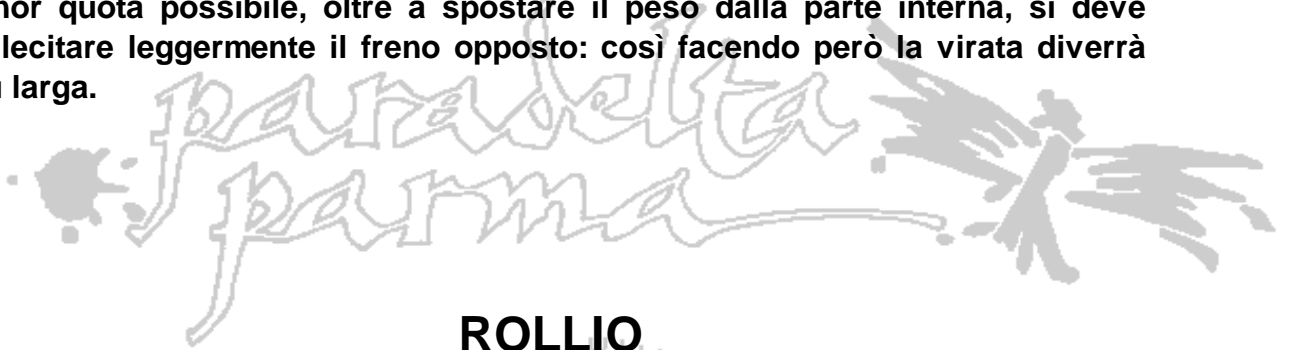 nor quota possibile, oltre a spostare il peso dalla parte interna, si deve
lecitare leggermente il freno opposto: così facendo però la virata diverrà
larga.
paradelta
parma
ROLLIO